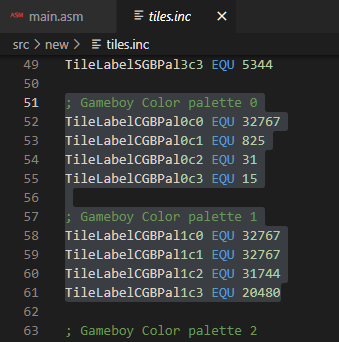 ASM main.asm tiles.inc ×
src > new > tiles.inc
49 TileLabelSGBPal3c3 EQU 5344
50
51 ; Gameboy Color palette 0
52 TileLabelCGBPal0c0 EQU 32767
53 TileLabelCGBPal0c1 EQU 825
54 TileLabelCGBPal0c2 EQU 31
55 TileLabelCGBPal0c3 EQU 15
56
57 ; Gameboy Color palette 1
58 TileLabelCGBPal1c0 EQU 32767
59 TileLabelCGBPal1c1 EQU 32767
60 TileLabelCGBPal1c2 EQU 31744
61 TileLabelCGBPal1c3 EQU 20480
62
63 ; Gameboy Color palette 2